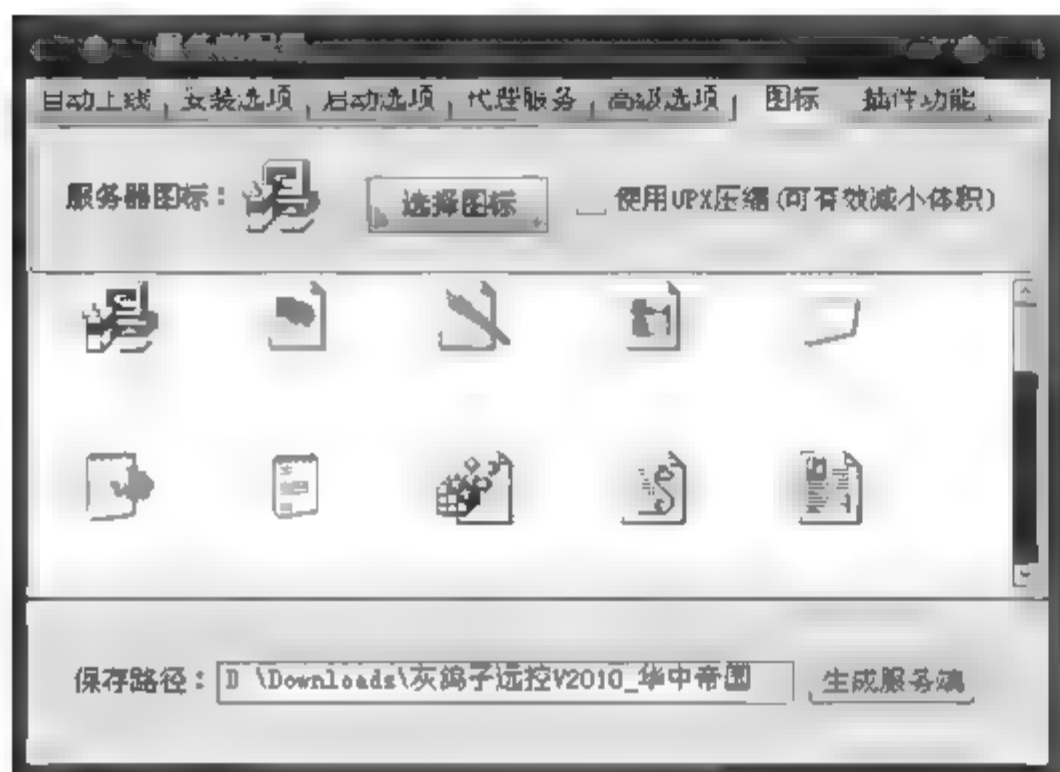 自动上线 安装选项 启动选项 代理服务 高级选项 图标 插件功能
服务器图标： 选择图标 使用UPX压缩(可有效减小体积)
保存路径： D:\Downloads\灰鸽子远控V2010_华中帝国 生成服务端